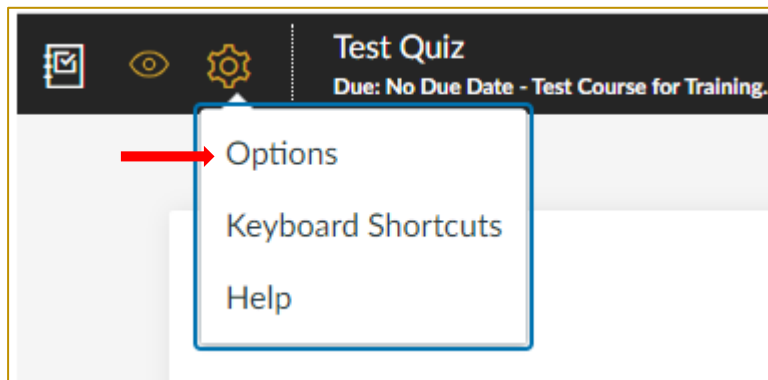 Test Quiz
Due: No Due Date - Test Course for Training.
Options
Keyboard Shortcuts
Help